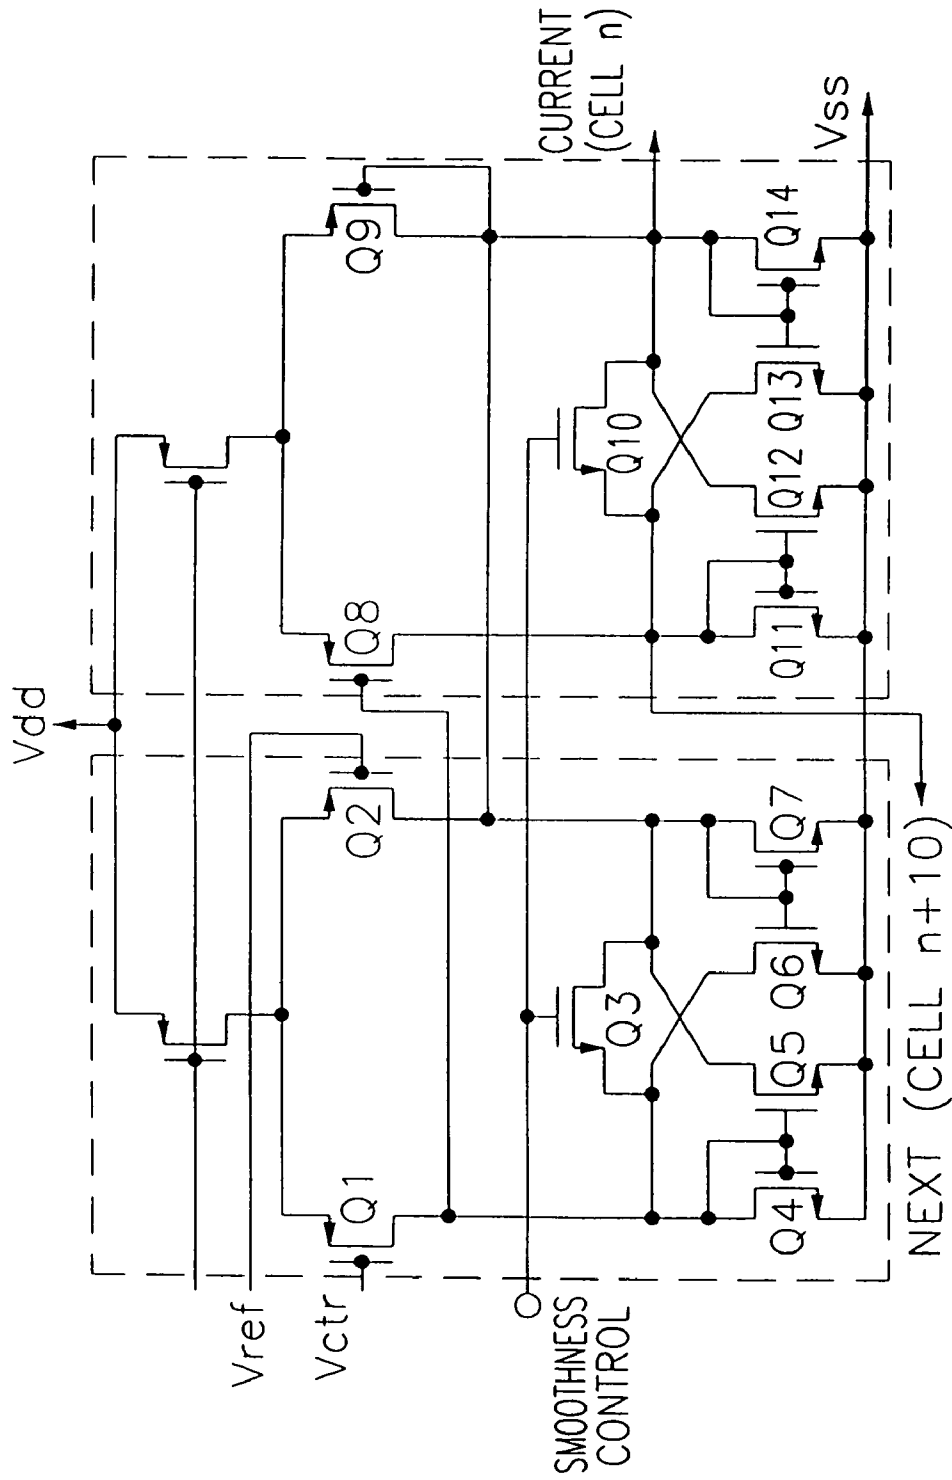 Vdd
Vref
Vctr
Q1
Q2
Q8
Q9
SMOOTHNESS
CONTROL
Q3
Q10
CURRENT
(CELL n)
Q4
Q5
Q6
Q7
Q11
Q12
Q13
Q14
Vss
NEXT (CELL n+10)